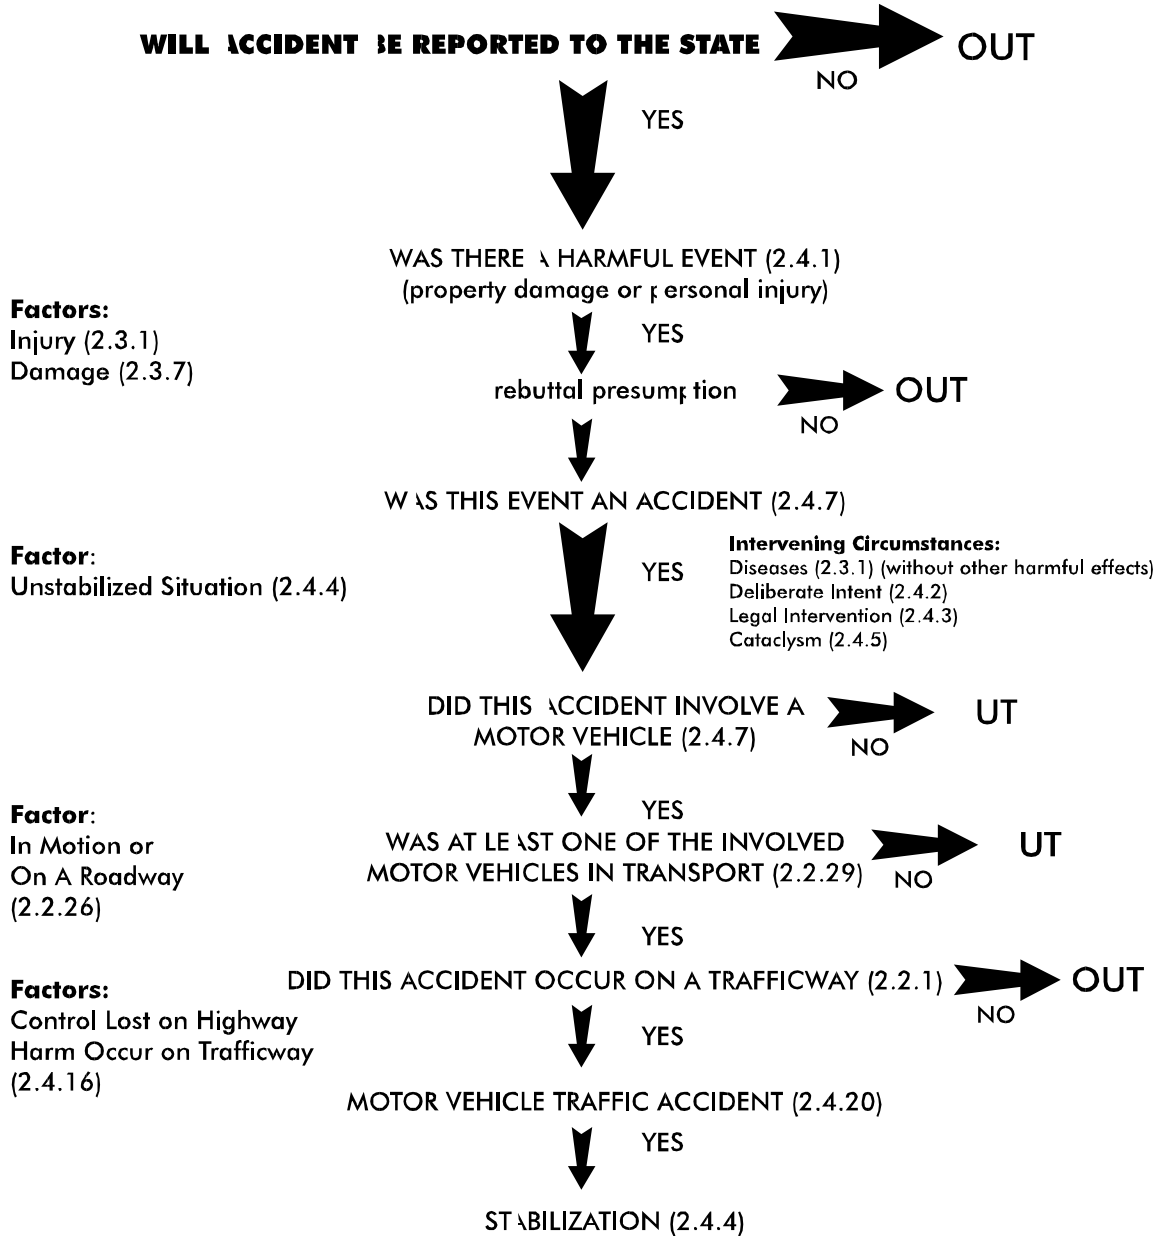 WILL ACCIDENT BE REPORTED TO THE STATE
OUT
NO
YES
WAS THERE A HARMFUL EVENT (2.4.1)
(property damage or personal injury)
Factors:
Injury (2.3.1)
Damage (2.3.7)
YES
rebuttal presumption
OUT
NO
WAS THIS EVENT AN ACCIDENT (2.4.7)
Factor:
Unstabilized Situation (2.4.4)
YES
Intervening Circumstances:
Diseases (2.3.1) (without other harmful effects)
Deliberate Intent (2.4.2)
Legal Intervention (2.4.3)
Cataclysm (2.4.5)
DID THIS ACCIDENT INVOLVE A
MOTOR VEHICLE (2.4.7)
UT
NO
YES
Factor:
In Motion or
On A Roadway
(2.2.26)
WAS AT LEAST ONE OF THE INVOLVED
MOTOR VEHICLES IN TRANSPORT (2.2.29)
UT
NO
YES
DID THIS ACCIDENT OCCUR ON A TRAFFICWAY (2.2.1)
OUT
NO
Factors:
Control Lost on Highway
Harm Occur on Trafficway
(2.4.16)
YES
MOTOR VEHICLE TRAFFIC ACCIDENT (2.4.20)
YES
STABILIZATION (2.4.4)